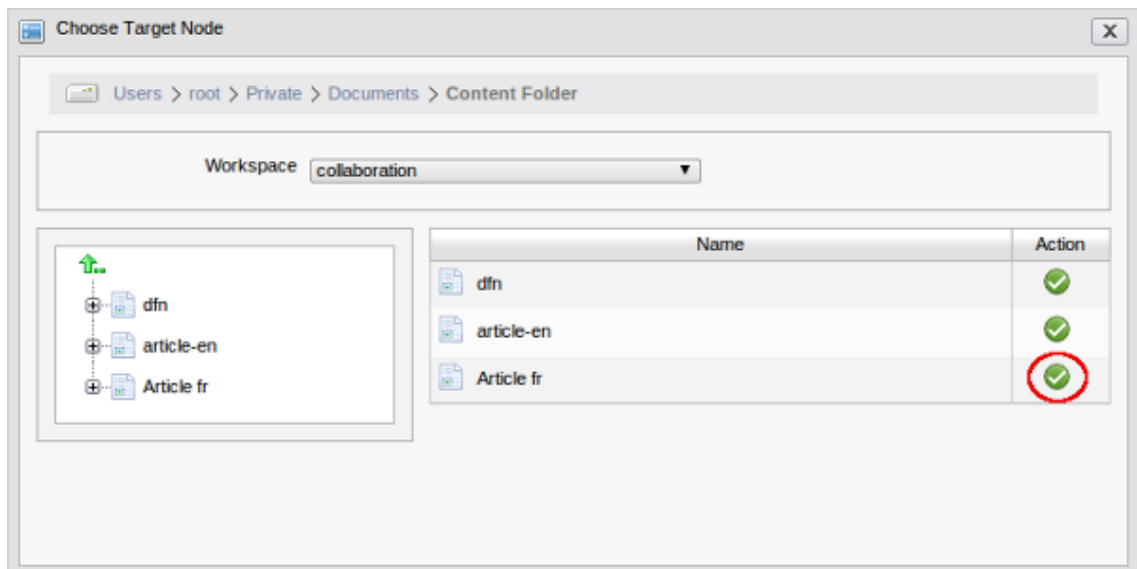 Choose Target Node
X
Users > root > Private > Documents > Content Folder
Workspace collaboration
dfn
article-en
Article fr
Name Action
dfn
article-en
Article fr